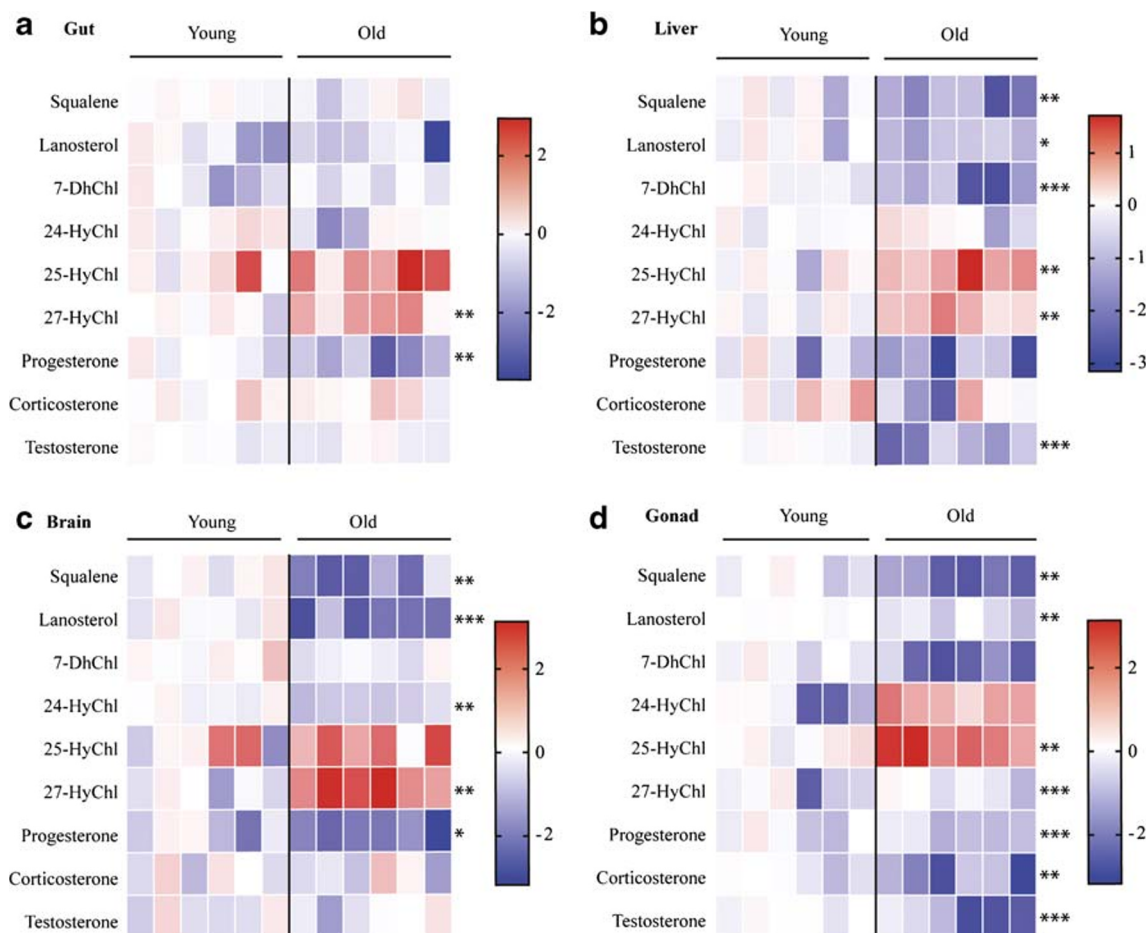 a Gut Young Old
Squalene
Lanosterol
7-DhChl
24-HyChl
25-HyChl
27-HyChl **
Progesterone **
Corticosterone
Testosterone
2
0
-2
b Liver Young Old
Squalene **
Lanosterol *
7-DhChl ***
24-HyChl
25-HyChl **
27-HyChl **
Progesterone
Corticosterone
Testosterone ***
1
0
-1
-2
-3
c Brain Young Old
Squalene **
Lanosterol ***
7-DhChl
24-HyChl **
25-HyChl
27-HyChl **
Progesterone *
Corticosterone
Testosterone
2
0
-2
d Gonad Young Old
Squalene **
Lanosterol **
7-DhChl
24-HyChl
25-HyChl **
27-HyChl ***
Progesterone ***
Corticosterone **
Testosterone ***
2
0
-2